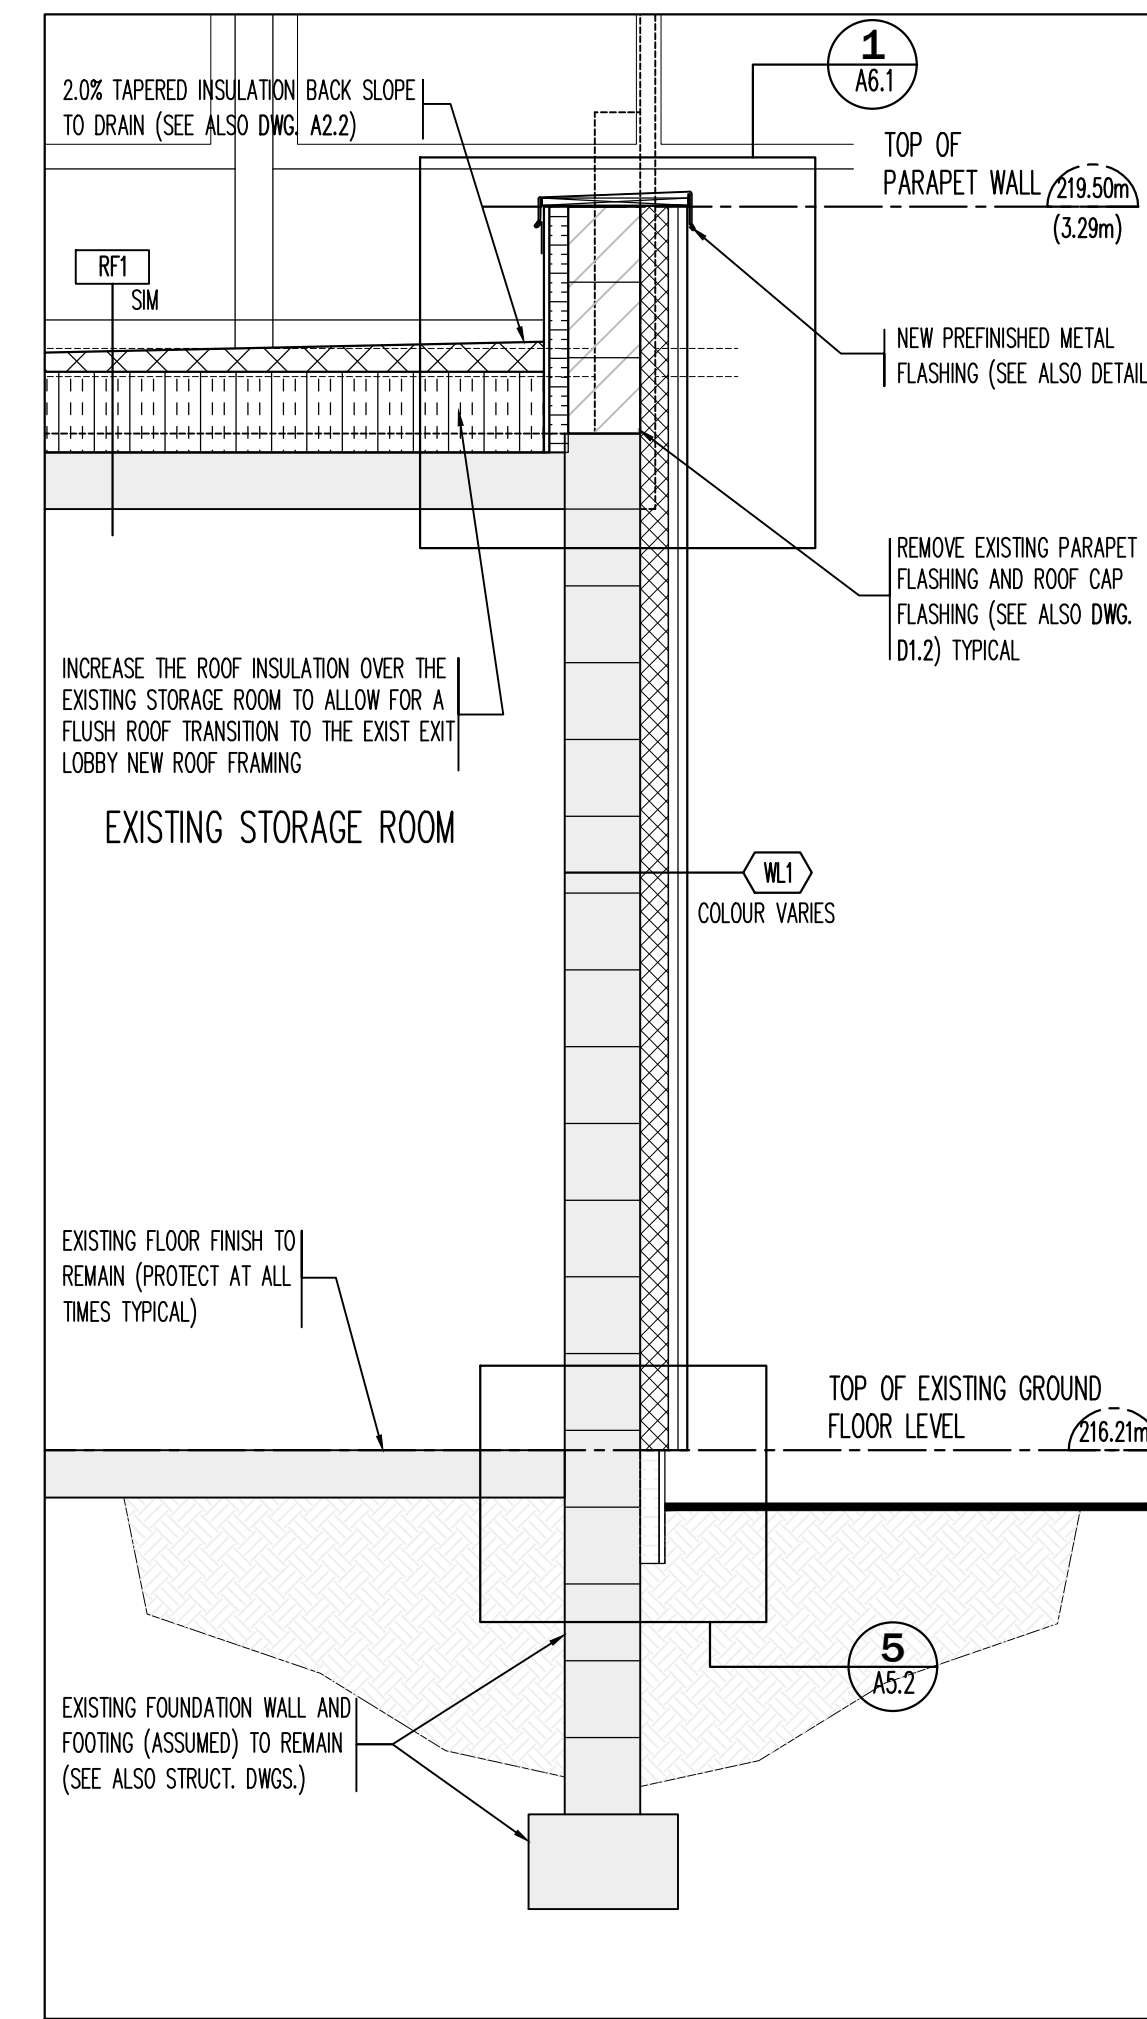 1
A6.1
2.0% TAPERED INSULATION BACK SLOPE
TO DRAIN (SEE ALSO DWG. A2.2)
TOP OF
PARAPET WALL
219.50m
(3.29m)
RF1
SIM
NEW PREFINISHED METAL
FLASHING (SEE ALSO DETAIL
REMOVE EXISTING PARAPET
FLASHING AND ROOF CAP
FLASHING (SEE ALSO DWG.
D1.2) TYPICAL
INCREASE THE ROOF INSULATION OVER THE
EXISTING STORAGE ROOM TO ALLOW FOR A
FLUSH ROOF TRANSITION TO THE EXIST EXIT
LOBBY NEW ROOF FRAMING
EXISTING STORAGE ROOM
WL1
COLOUR VARIES
EXISTING FLOOR FINISH TO
REMAIN (PROTECT AT ALL
TIMES TYPICAL)
TOP OF EXISTING GROUND
FLOOR LEVEL
216.21m
5
A5.2
EXISTING FOUNDATION WALL AND
FOOTING (ASSUMED) TO REMAIN
(SEE ALSO STRUCT. DWGS.)